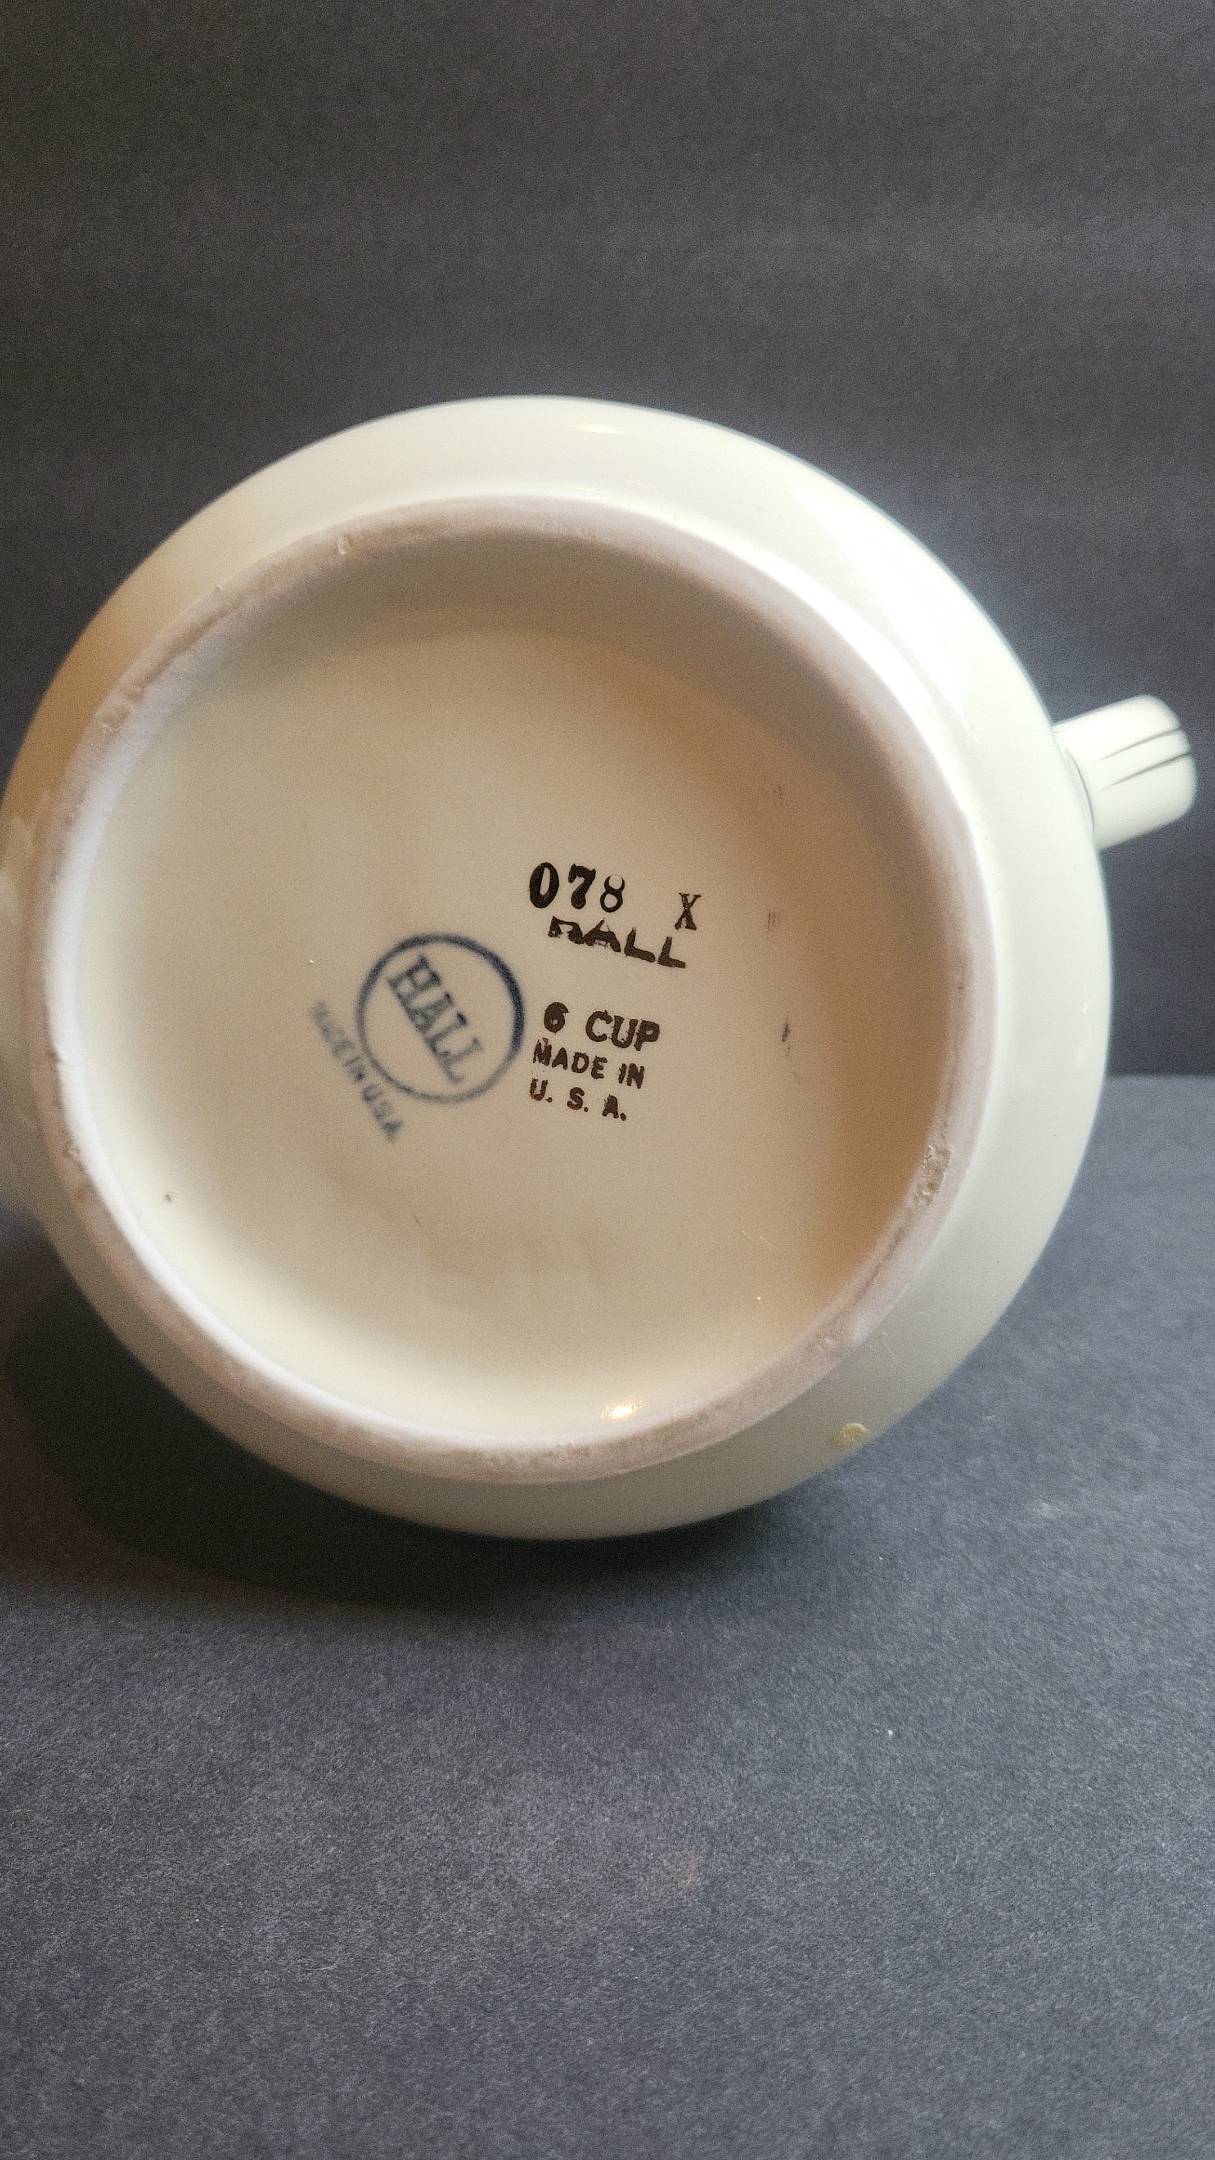 078 X
HALL
6 CUP
MADE IN
U. S. A.
HALL
MADE IN U.S.A.